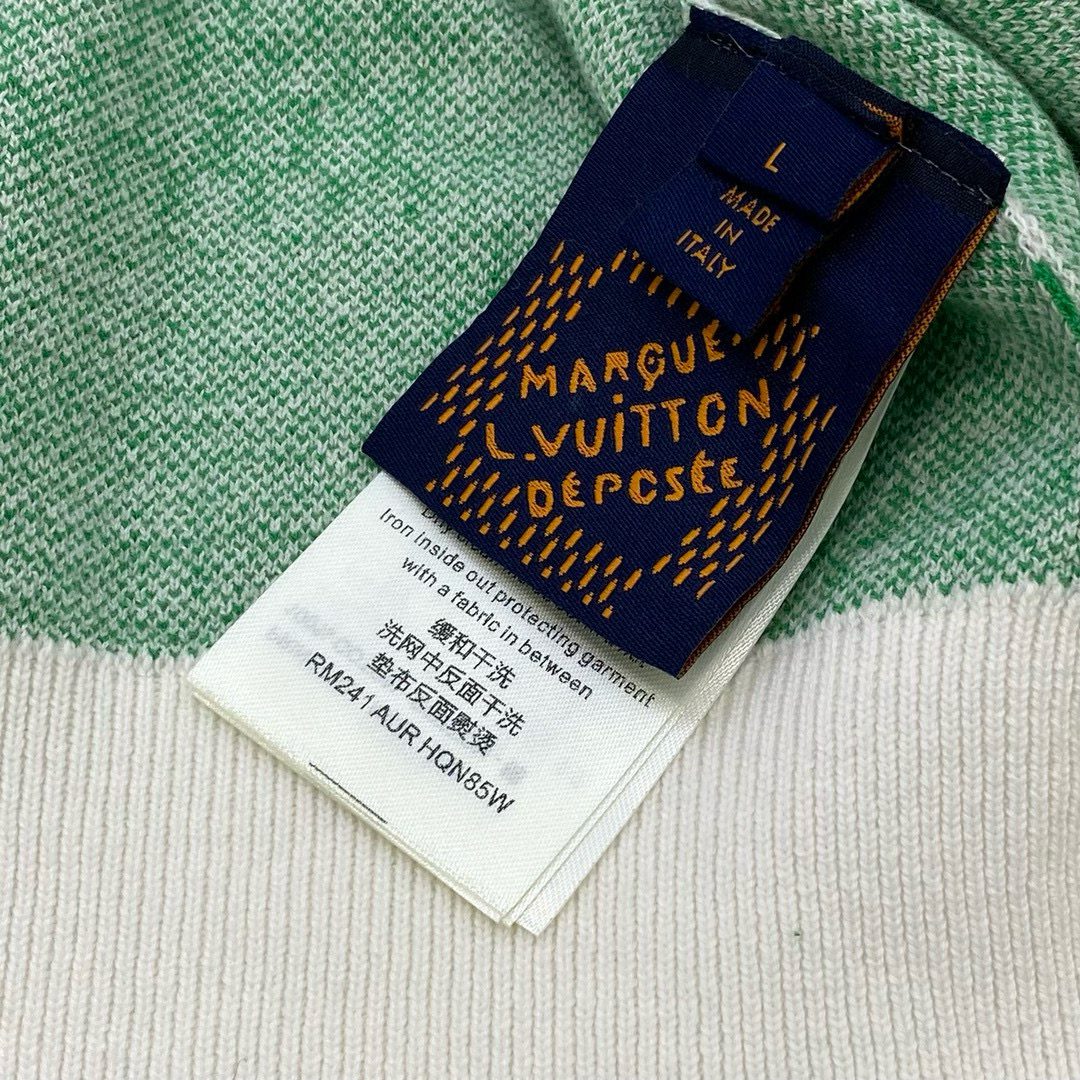 L
MADE
IN
ITALY
MARQUE
L.VUiTTON
DÉPOSÉE
Iron inside out protecting garment
with a fabric in between
缓和干洗
洗网中反面干洗
垫布反面熨烫
RM241 AUR HQN85W